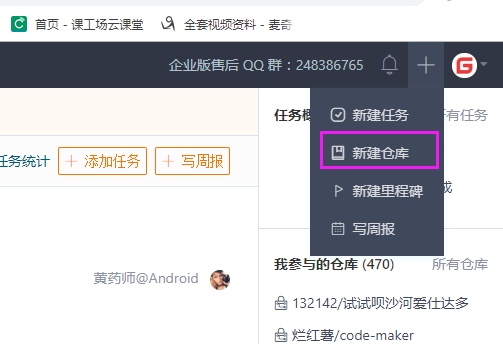 首页 - 课工场云课堂 全套视频资料 - 麦奇
企业版售后 QQ 群：248386765
新建任务
新建仓库
新建里程碑
写周报
任务概 所有任务
成
任务统计 + 添加任务 + 写周报
黄药师@Android
我参与的仓库 (470) 所有仓库
132142/试试呗沙河爱仕达多
烂红薯/code-maker